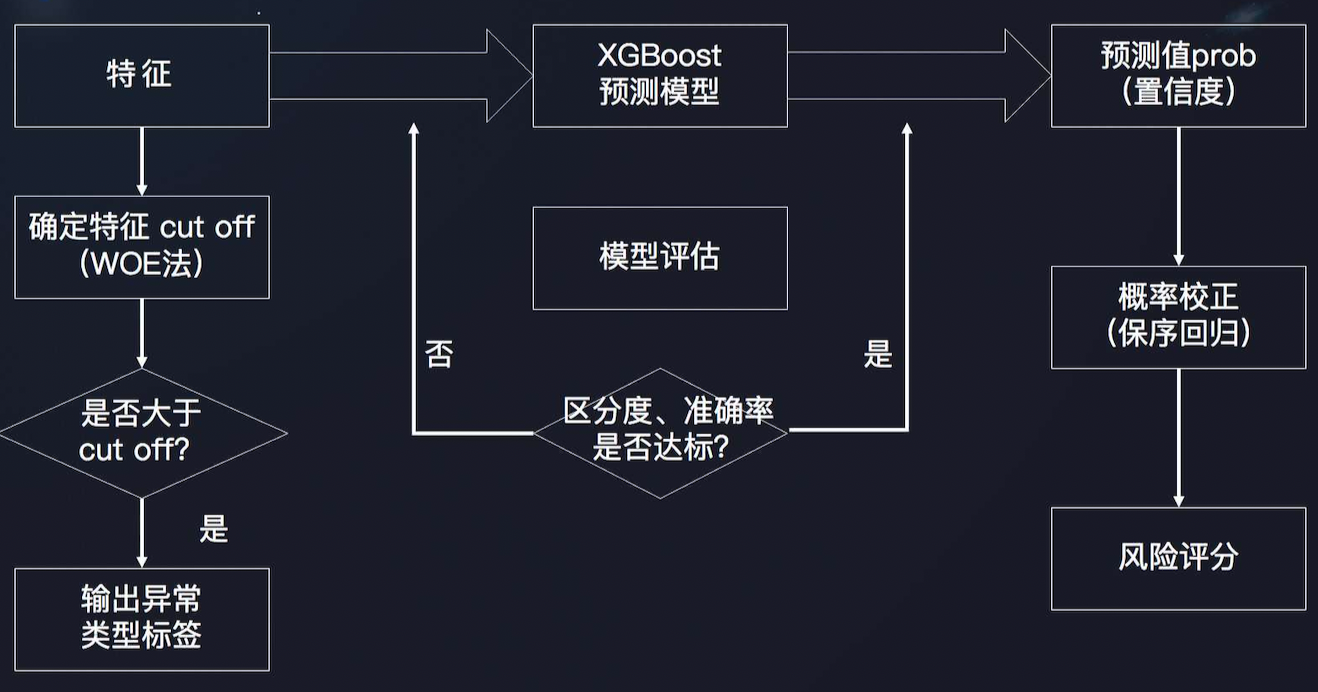 特征
XGBoost
预测模型
预测值prob
（置信度）
确定特征 cut off
（WOE法）
模型评估
概率校正
（保序回归）
否
是
是否大于
cut off?
区分度、准确率
是否达标?
是
输出异常
类型标签
风险评分